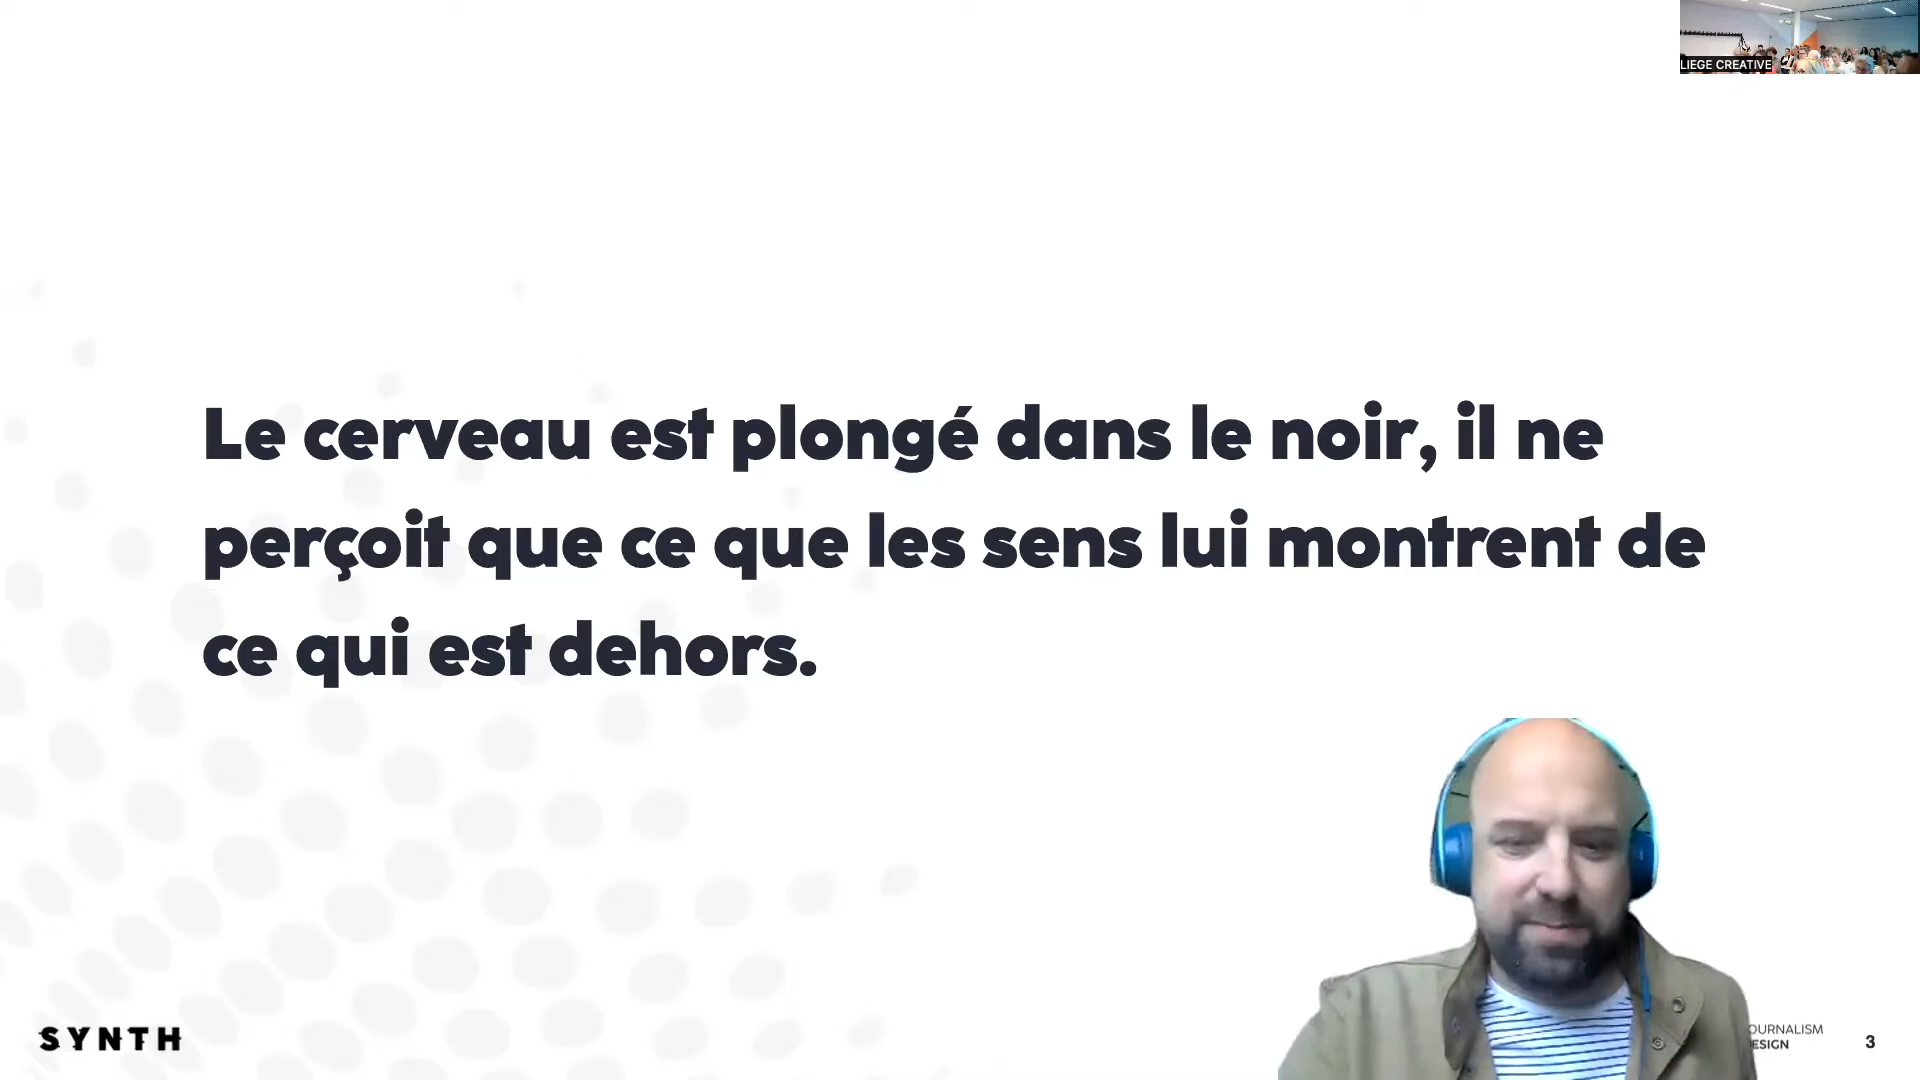 LIEGE CREATIVE
Le cerveau est plongé dans le noir, il ne
perçoit que ce que les sens lui montrent de
ce qui est dehors.
SYNTH
OURNALISM
ESIGN
3